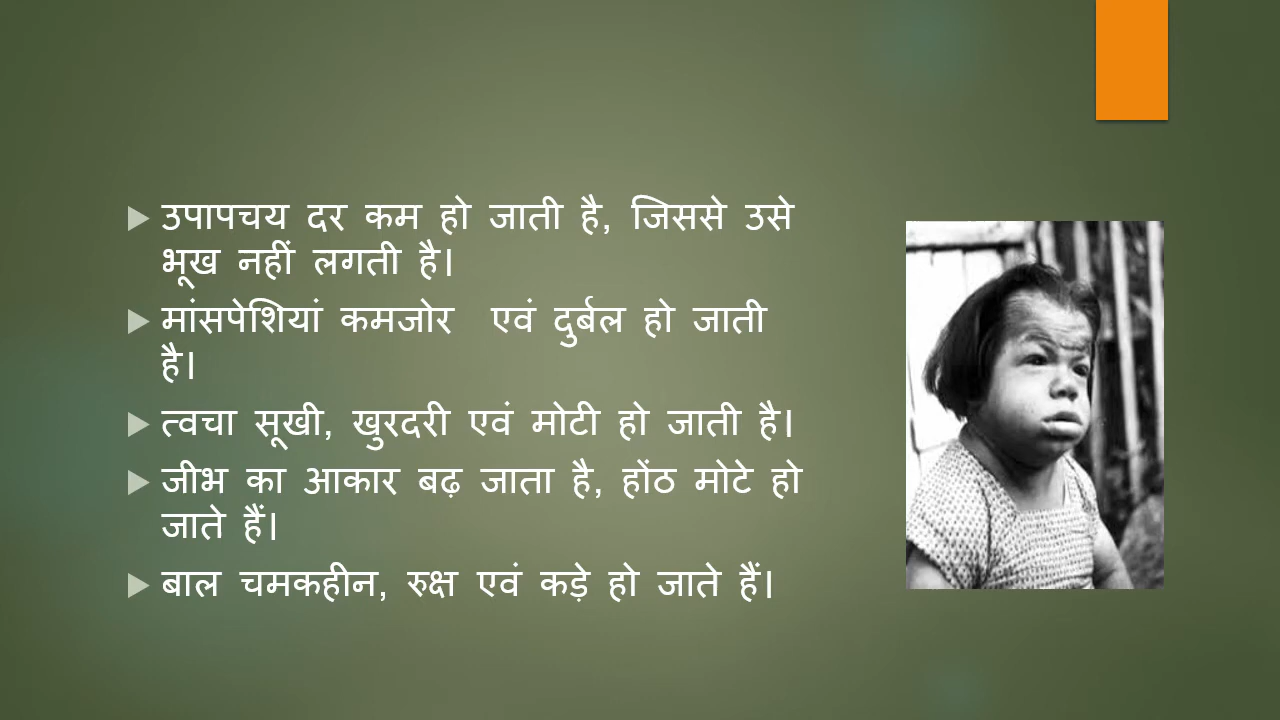 उपापचय दर कम हो जाती है, जिससे उसे
भूख नहीं लगती है।
मांसपेशियां कमजोर एवं दुर्बल हो जाती
है।
त्वचा सूखी, खुरदरी एवं मोटी हो जाती है।
जीभ का आकार बढ़ जाता है, होंठ मोटे हो
जाते हैं।
बाल चमकहीन, रुक्ष एवं कड़े हो जाते हैं।